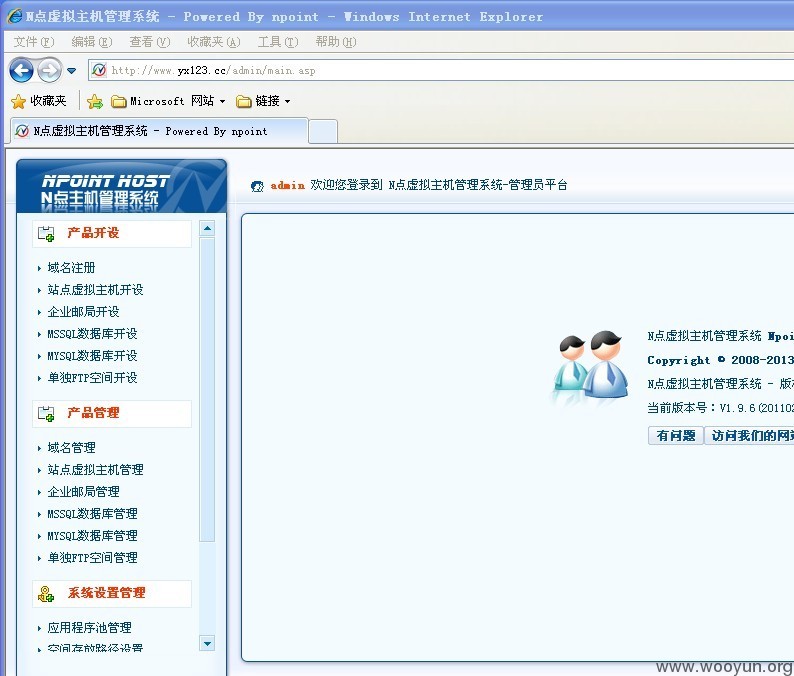 N点虚拟主机管理系统 - Powered By npoint - Windows Internet Explorer
文件(F) 编辑(E) 查看(V) 收藏夹(A) 工具(T) 帮助(H)
http://www.yx123.cc/admin/main.asp
收藏夹 Microsoft 网站 链接
N点虚拟主机管理系统 - Powered By npoint
NPOINT HOST
N点主机管理系统
admin 欢迎您登录到 N点虚拟主机管理系统-管理员平台
产品开设
域名注册
站点虚拟主机开设
企业邮局开设
MSSQL数据库开设
MYSQL数据库开设
单独FTP空间开设
产品管理
域名管理
站点虚拟主机管理
企业邮局管理
MSSQL数据库管理
MYSQL数据库管理
单独FTP空间管理
系统设置管理
应用程序池管理
空间存放路径设置
N点虚拟主机管理系统 Npoi
Copyright © 2008-2013
N点虚拟主机管理系统 - 版
当前版本号：V1.9.6(201102
有问题 访问我们的网
www.wooyun.org